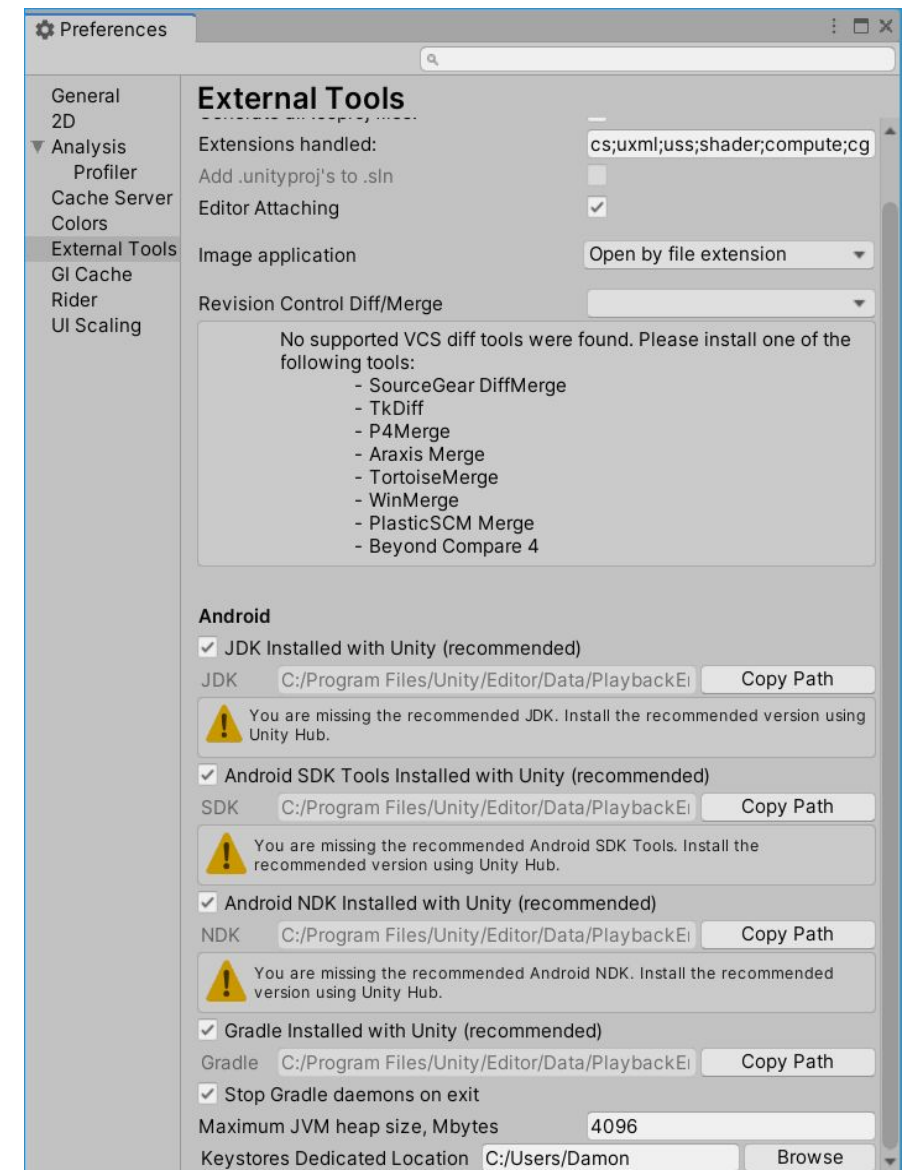 Preferences
General
2D
Analysis
Profiler
Cache Server
Colors
External Tools
GI Cache
Rider
UI Scaling
External Tools
Extensions handled: cs;uxml;uss;shader;compute;cg
Add .unityproj's to .sln
Editor Attaching
Image application Open by file extension
Revision Control Diff/Merge
No supported VCS diff tools were found. Please install one of the
following tools:
- SourceGear DiffMerge
- TkDiff
- P4Merge
- Araxis Merge
- TortoiseMerge
- WinMerge
- PlasticSCM Merge
- Beyond Compare 4
Android
JDK Installed with Unity (recommended)
JDK C:/Program Files/Unity/Editor/Data/PlaybackE Copy Path
You are missing the recommended JDK. Install the recommended version using
Unity Hub.
Android SDK Tools Installed with Unity (recommended)
SDK C:/Program Files/Unity/Editor/Data/PlaybackE Copy Path
You are missing the recommended Android SDK Tools. Install the
recommended version using Unity Hub.
Android NDK Installed with Unity (recommended)
NDK C:/Program Files/Unity/Editor/Data/PlaybackE Copy Path
You are missing the recommended Android NDK. Install the recommended
version using Unity Hub.
Gradle Installed with Unity (recommended)
Gradle C:/Program Files/Unity/Editor/Data/PlaybackE Copy Path
Stop Gradle daemons on exit
Maximum JVM heap size, Mbytes 4096
Keystores Dedicated Location C:/Users/Damon Browse